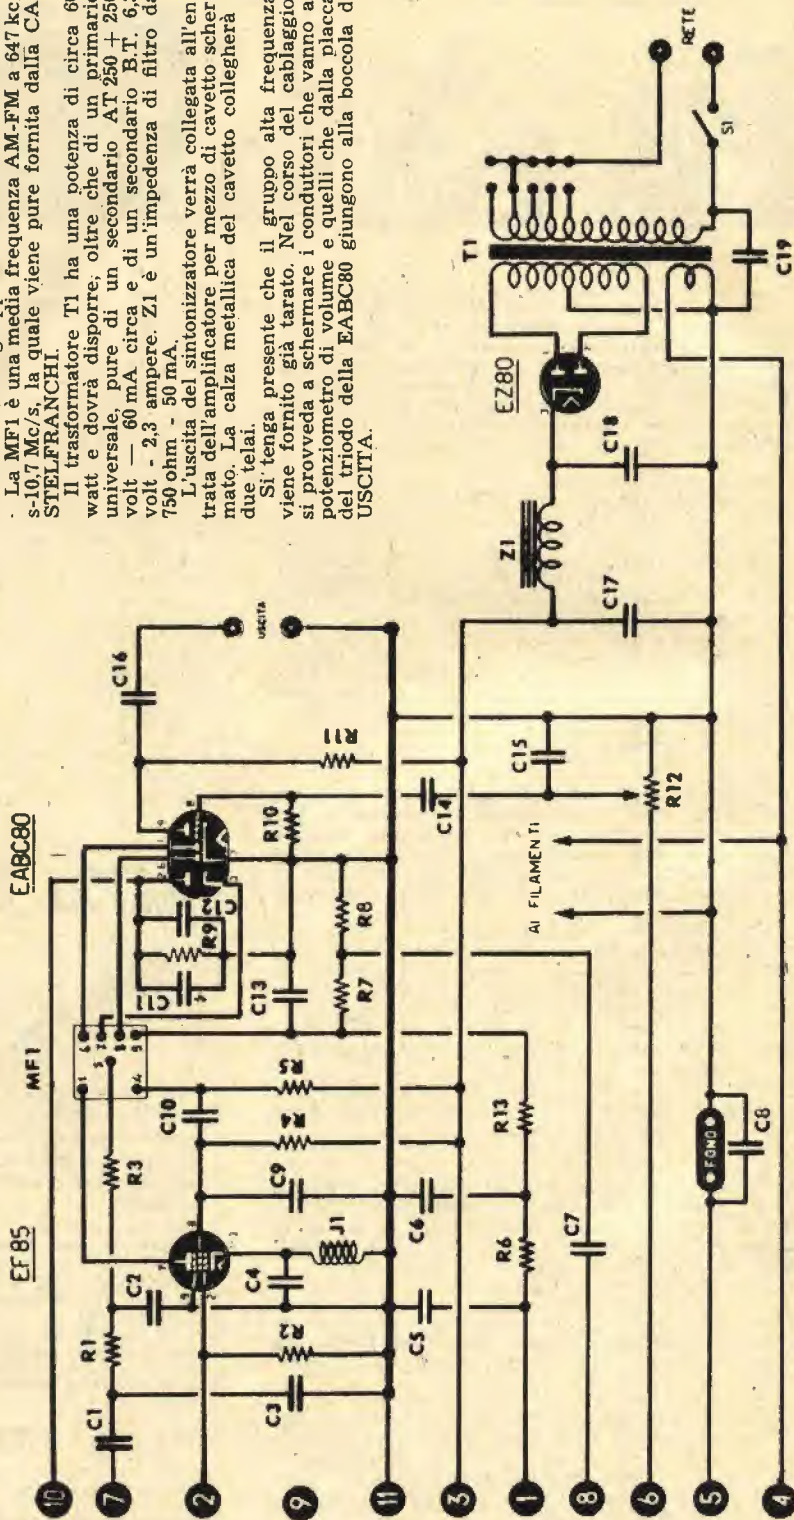 La MF1 è una media frequenza AM-FM a 647 kc
s-10,7 Mc/s, la quale viene pure fornita dalla CA
STELFRANCHI.
Il trasformatore T1 ha una potenza di circa 60
watt e dovrà disporre, oltre che di un primario
universale, pure di un secondario AT 250 + 250
volt — 60 mA circa e di un secondario B.T. 6,3
volt - 2,3 ampere. Z1 è un'impedenza di filtro da
750 ohm - 50 mA.
L'uscita del sintonizzatore verrà collegata all'en
trata dell'amplificatore per mezzo di cavetto scher
mato. La calza metallica del cavetto collegherà
due telai.
Si tenga presente che il gruppo alta frequenza
viene fornito già tarato. Nel corso del cablaggio
si provveda a schermare i conduttori che vanno a
potenziometro di volume e quelli che dalla placca
del triodo della EABC80 giungono alla boccola d
USCITA.
EF85
MF1
EABC80
10
7
2
9
11
3
1
8
6
5
4
C1
R1
C2
R3
C3
R2
C4
J1
C9
R4
C10
R5
C5
C6
R6
R13
C7
C8
FONO
1
6
7
3
8
5
4
C11
R9
C12
C13
R7
R8
R10
C14
R11
C16
USCITA
C15
R12
AI FILAMENTI
C17
Z1
C18
EZ80
T1
C19
S1
RETE